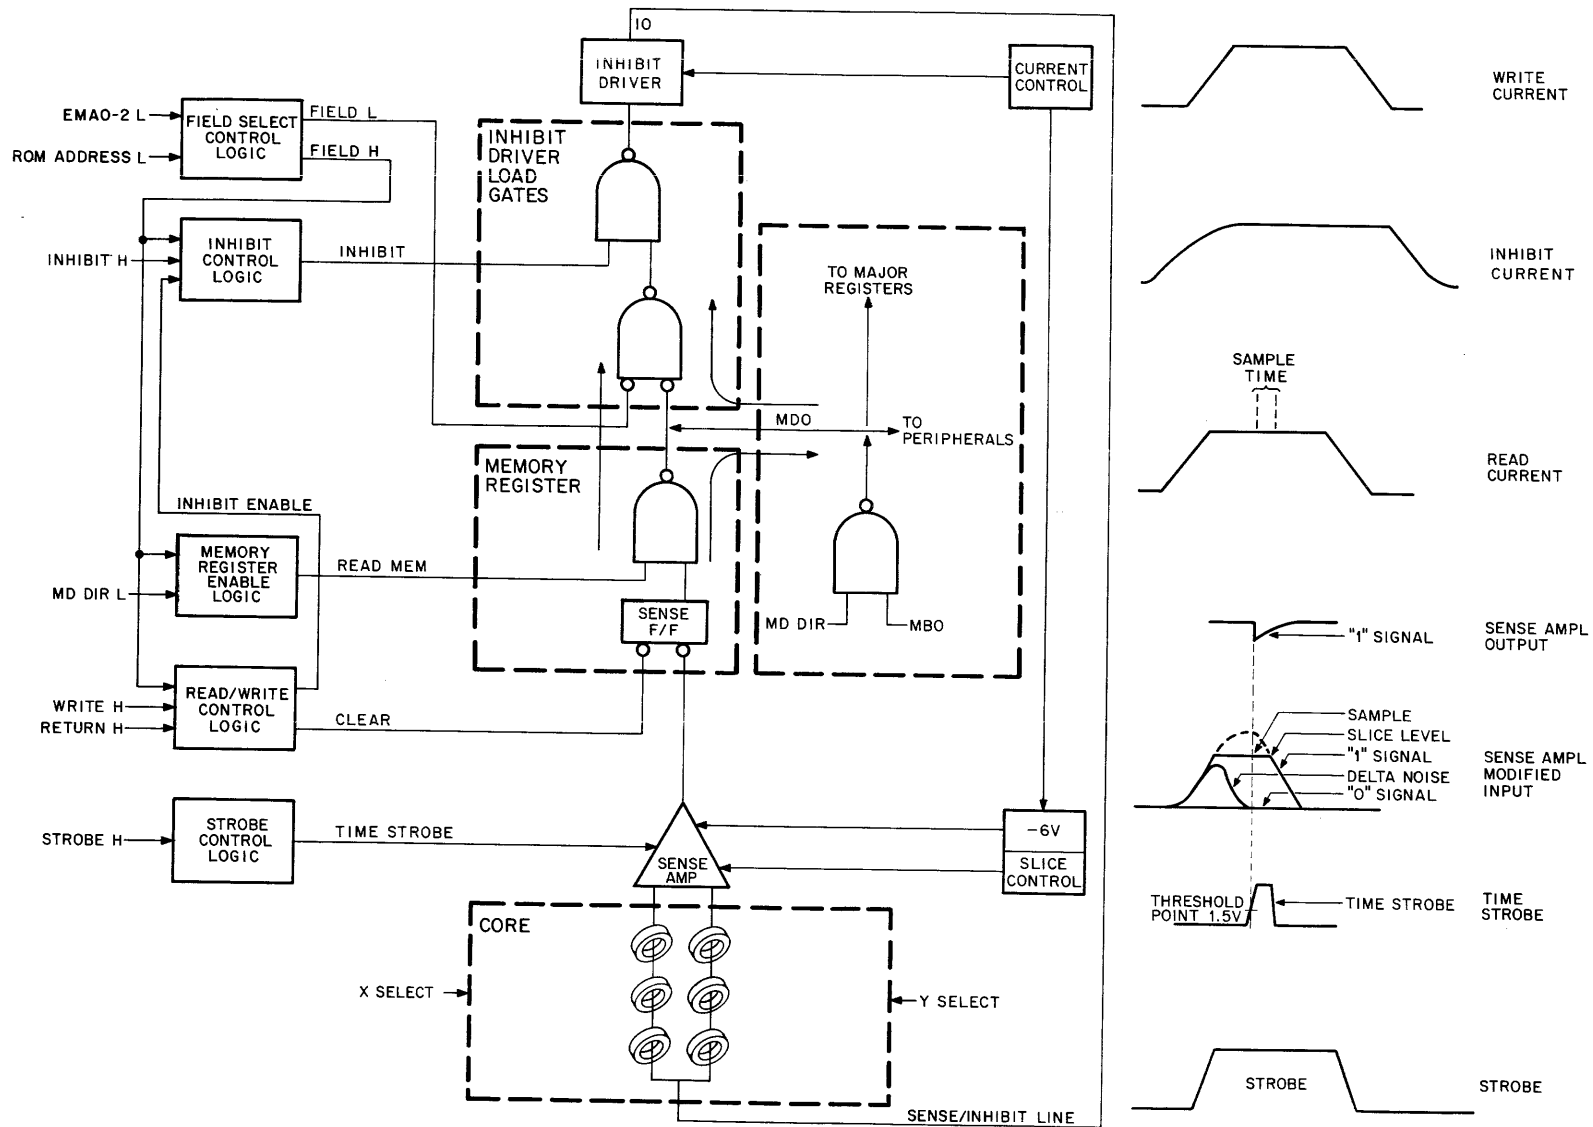 IO
INHIBIT
DRIVER
CURRENT
CONTROL
WRITE
CURRENT
EMAO-2 L
ROM ADDRESS L
FIELD SELECT
CONTROL
LOGIC
FIELD L
FIELD H
INHIBIT
DRIVER
LOAD
GATES
INHIBIT H
INHIBIT
CONTROL
LOGIC
INHIBIT
TO MAJOR
REGISTERS
INHIBIT
CURRENT
SAMPLE
TIME
MDO
TO
PERIPHERALS
MEMORY
REGISTER
READ
CURRENT
INHIBIT ENABLE
MEMORY
REGISTER
ENABLE
LOGIC
MD DIR L
READ MEM
SENSE
F/F
MD DIR
MBO
"1" SIGNAL
SENSE AMPL
OUTPUT
WRITE H
RETURN H
READ/WRITE
CONTROL
LOGIC
CLEAR
SAMPLE
SLICE LEVEL
"1" SIGNAL
DELTA NOISE
"0" SIGNAL
SENSE AMPL
MODIFIED
INPUT
STROBE H
STROBE
CONTROL
LOGIC
TIME STROBE
SENSE
AMP
-6V
SLICE
CONTROL
THRESHOLD
POINT 1.5V
TIME STROBE
TIME
STROBE
CORE
X SELECT
Y SELECT
SENSE/INHIBIT LINE
STROBE
STROBE